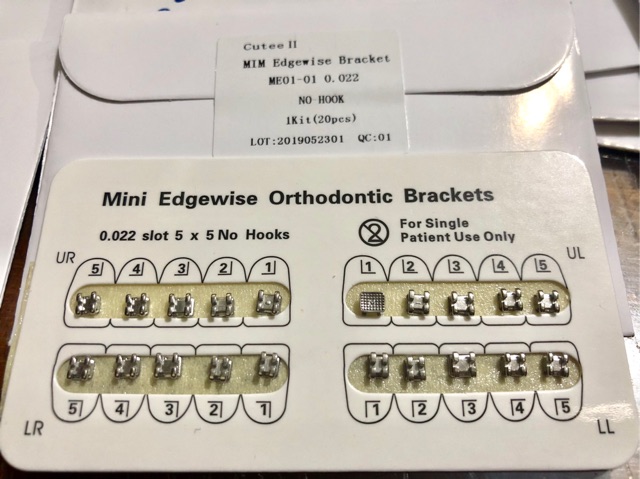 Cutee II
MIM Edgewise Bracket
ME01-01 0.022
NO HOOK
1Kit(20pcs)
LOT:2019052301 QC:01
Mini Edgewise Orthodontic Brackets
0.022 slot 5 x 5 No Hooks
2
For Single
Patient Use Only
UR
5 4 3 2 1
1 2 3 4 5
UL
5 4 3 2 1
1 2 3 4 5
LR
LL